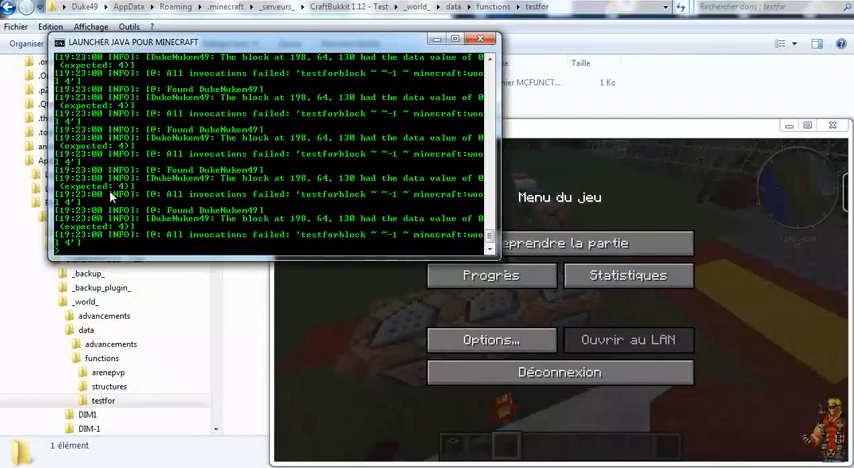 Duke49 ▸ AppData ▸ Roaming ▸ .minecraft ▸ _serveurs_ ▸ CraftBukkit 1.12 - Test ▸ _world_ ▸ data ▸ functions ▸ testfor
Rechercher dans : testfor
Fichier Edition Affichage Outils ?
Organiser
Taille
LAUNCHER JAVA POUR MINECRAFT
[19:23:00 INFO]: [DukeNukem49: The block at 198, 64, 130 had the data value of 0
(expected: 4)]
[19:23:00 INFO]: [@: All invocations failed: 'testforblock ~ ~-1 ~ minecraft:woo
l 4']
[19:23:00 INFO]: [@: Found DukeNukem49]
[19:23:00 INFO]: [DukeNukem49: The block at 198, 64, 130 had the data value of 0
(expected: 4)]
[19:23:00 INFO]: [@: All invocations failed: 'testforblock ~ ~-1 ~ minecraft:woo
l 4']
[19:23:00 INFO]: [@: Found DukeNukem49]
[19:23:00 INFO]: [DukeNukem49: The block at 198, 64, 130 had the data value of 0
(expected: 4)]
[19:23:00 INFO]: [@: All invocations failed: 'testforblock ~ ~-1 ~ minecraft:woo
l 4']
[19:23:00 INFO]: [@: Found DukeNukem49]
[19:23:00 INFO]: [DukeNukem49: The block at 198, 64, 130 had the data value of 0
(expected: 4)]
[19:23:00 INFO]: [@: All invocations failed: 'testforblock ~ ~-1 ~ minecraft:woo
l 4']
[19:23:00 INFO]: [@: Found DukeNukem49]
[19:23:00 INFO]: [DukeNukem49: The block at 198, 64, 130 had the data value of 0
(expected: 4)]
[19:23:00 INFO]: [@: All invocations failed: 'testforblock ~ ~-1 ~ minecraft:woo
l 4']
>
MCFUNCT...
1 Ko
_backup_
_backup_plugin_
_world_
advancements
data
advancements
functions
arenepvp
structures
testfor
DIM1
DIM-1
1 élément
Menu du jeu
eprendre la partie
Progrès
Statistiques
Options...
Ouvrir au LAN
Déconnexion